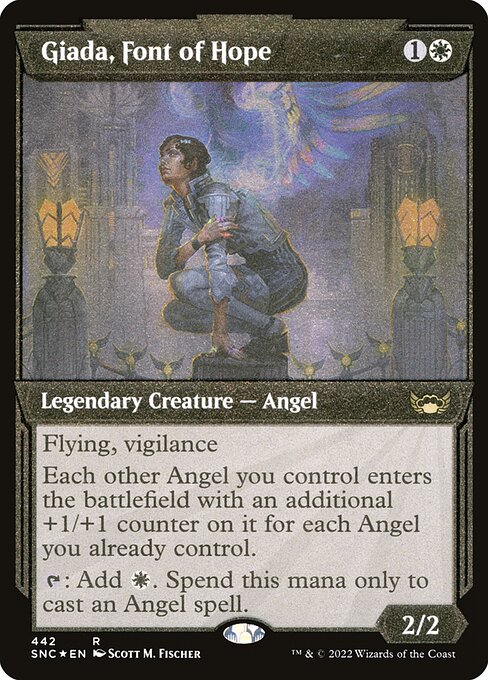 Giada, Font of Hope 1
Legendary Creature — Angel
Flying, vigilance
Each other Angel you control enters
the battlefield with an additional
+1/+1 counter on it for each Angel
you already control.
: Add . Spend this mana only to
cast an Angel spell.
2/2
442 R
SNC ★ EN Scott M. Fischer
™ & © 2022 Wizards of the Coast